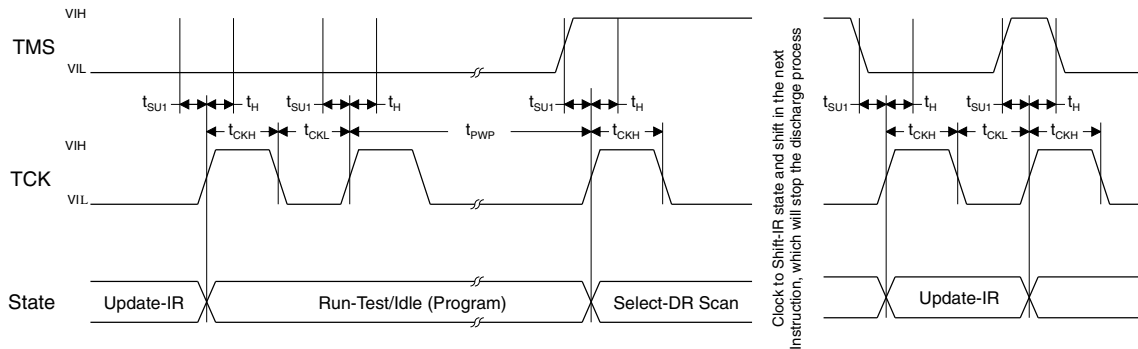 VIH
TMS
VIL
tSU1 tH tSU1 tH tSU1 tH tSU1 tH tSU1 tH
tCKH tCKL tPWP tCKH tCKH tCKL tCKH
VIH
TCK
VIL
State
Update-IR Run-Test/Idle (Program) Select-DR Scan Update-IR
Clock to Shift-IR state and shift in the next
Instruction, which will stop the discharge process